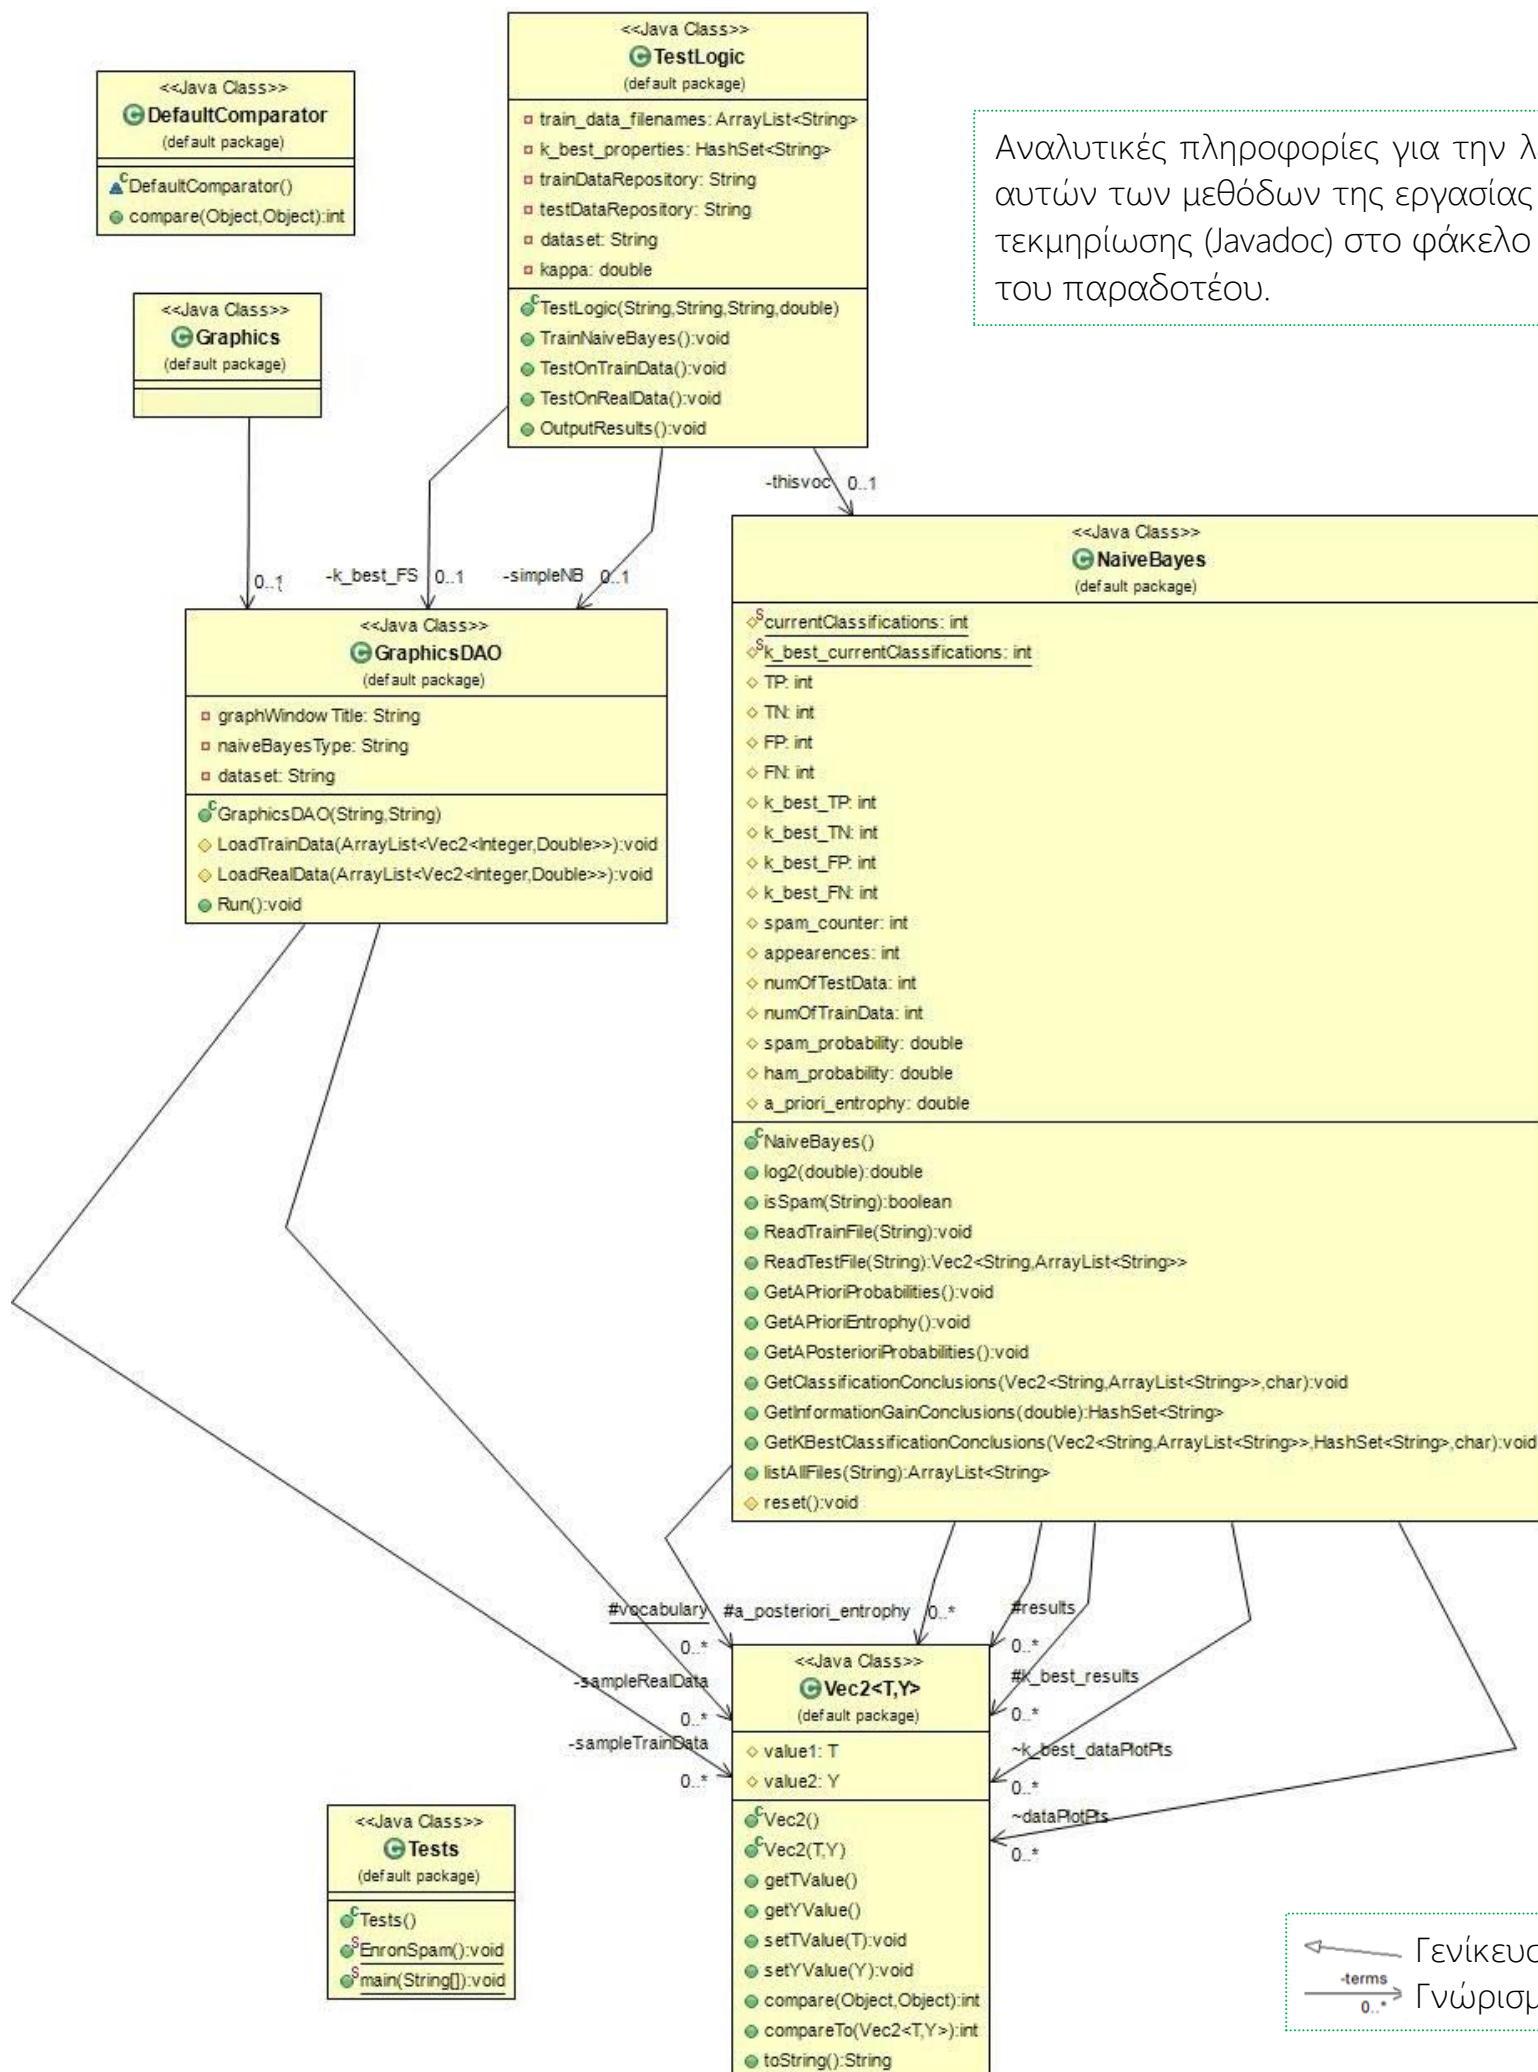 <<Java Class>>
DefaultComparator
(default package)
DefaultComparator()
compare(Object,Object):int
<<Java Class>>
Graphics
(default package)
<<Java Class>>
TestLogic
(default package)
train_data_filenames: ArrayList<String>
k_best_properties: HashSet<String>
trainDataRepository: String
testDataRepository: String
dataset: String
kappa: double
TestLogic(String,String,String,double)
TrainNaiveBayes():void
TestOnTrainData():void
TestOnRealData():void
OutputResults():void
Αναλυτικές πληροφορίες για την
αυτών των μεθόδων της εργασίας
τεκμηρίωσης (Javadoc) στο φάκελο
του παραδοτέου.
-thisvoc 0..1
0..1
-k_best_FS 0..1
-simpleNB 0..1
<<Java Class>>
GraphicsDAO
(default package)
graphWindowTitle: String
naiveBayesType: String
dataset: String
GraphicsDAO(String,String)
LoadTrainData(ArrayList<Vec2<Integer,Double>>):void
LoadRealData(ArrayList<Vec2<Integer,Double>>):void
Run():void
<<Java Class>>
NaiveBayes
(default package)
currentClassifications: int
k_best_currentClassifications: int
TP: int
TN: int
FP: int
FN: int
k_best_TP: int
k_best_TN: int
k_best_FP: int
k_best_FN: int
spam_counter: int
appearences: int
numOfTestData: int
numOfTrainData: int
spam_probability: double
ham_probability: double
a_priori_entrophy: double
NaiveBayes()
log2(double):double
isSpam(String):boolean
ReadTrainFile(String):void
ReadTestFile(String):Vec2<String,ArrayList<String>>
GetAPrioriProbabilities():void
GetAPrioriEntrophy():void
GetAPosterioriProbabilities():void
GetClassificationConclusions(Vec2<String,ArrayList<String>>,char):void
GetInformationGainConclusions(double):HashSet<String>
GetKBestClassificationConclusions(Vec2<String,ArrayList<String>>,HashSet<String>,char):void
listAllFiles(String):ArrayList<String>
reset():void
#vocabulary
0..*
#a_posteriori_entrophy 0..*
#results
0..*
#k_best_results
0..*
~k_best_dataPlotPts
0..*
~dataPlotPts
0..*
-sampleRealData
0..*
-sampleTrainData
0..*
<<Java Class>>
Vec2<T,Y>
(default package)
value1: T
value2: Y
Vec2()
Vec2(T,Y)
getTValue()
getYValue()
setTValue(T):void
setYValue(Y):void
compare(Object,Object):int
compareTo(Vec2<T,Y>):int
toString():String
<<Java Class>>
Tests
(default package)
Tests()
EnronSpam():void
main(String[]):void
-terms
0..*